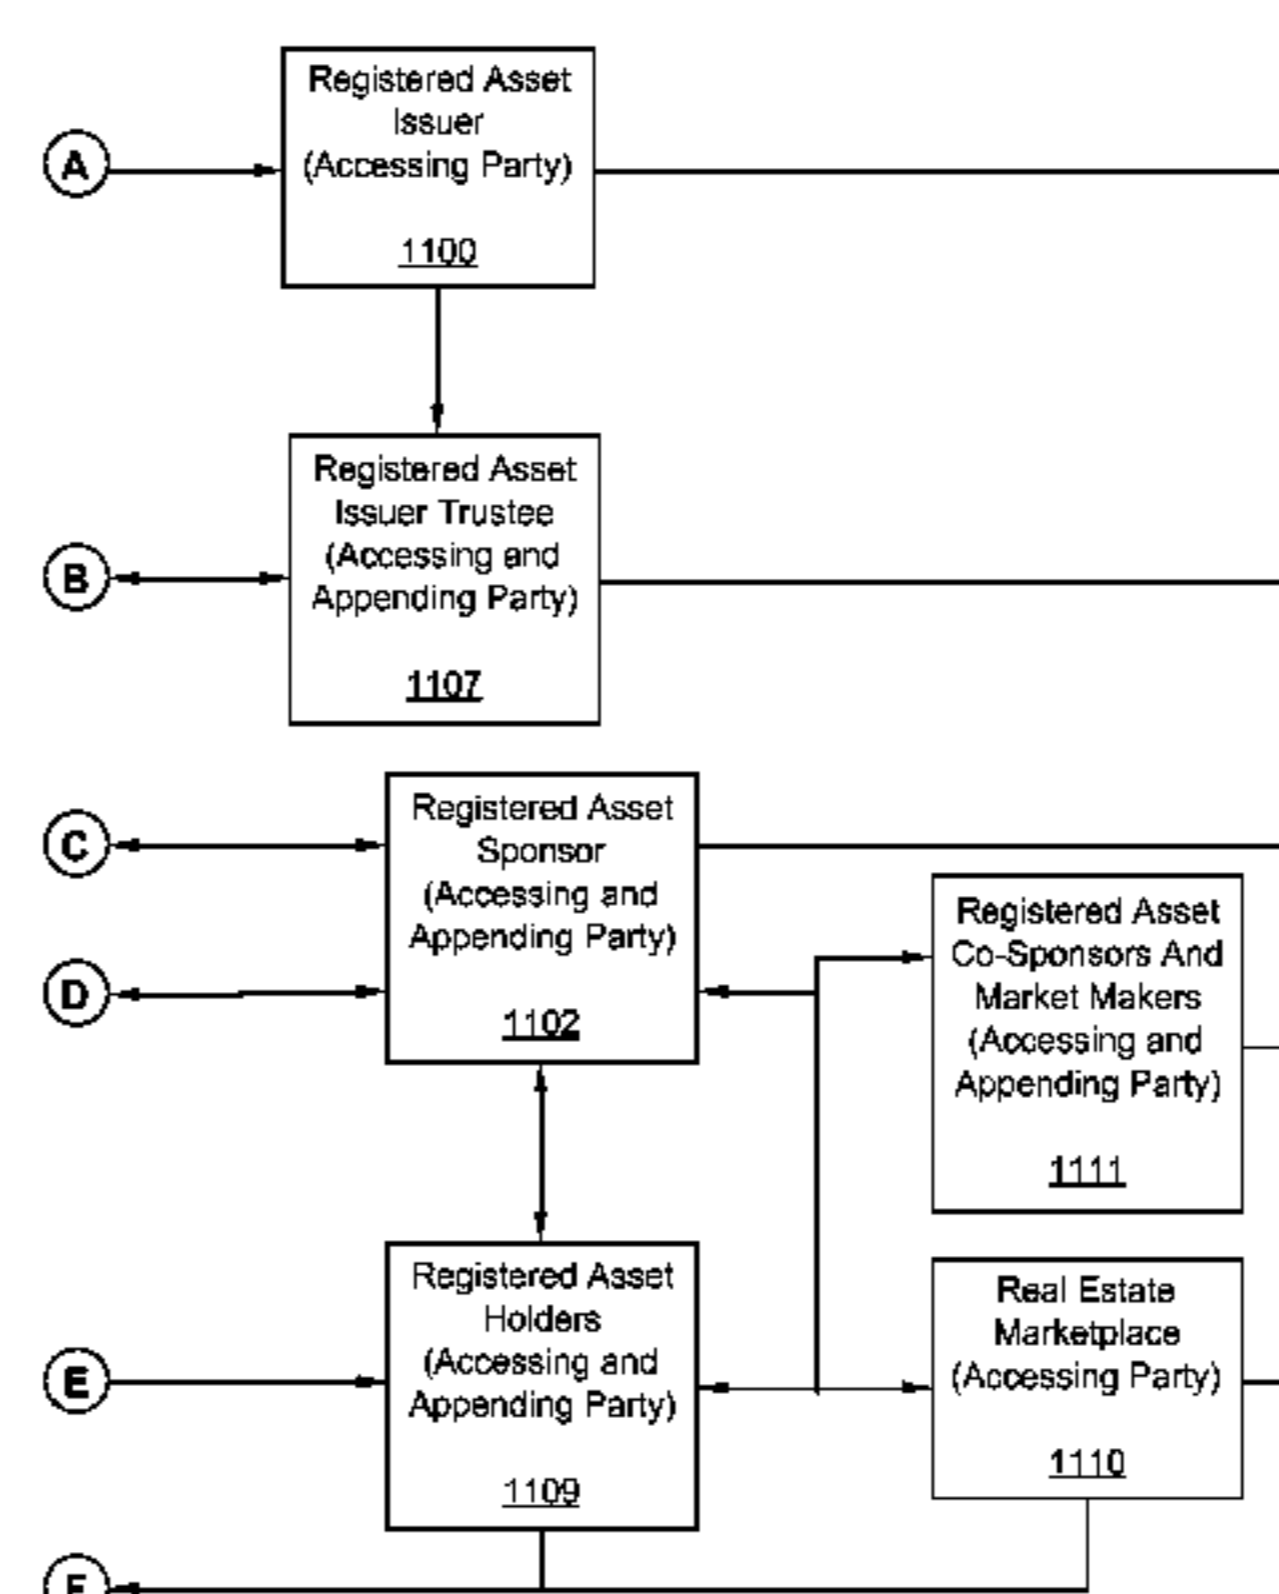 Registered Asset
Issuer
(Accessing Party)
1100
A
Registered Asset
Issuer Trustee
(Accessing and
Appending Party)
1107
B
Registered Asset
Sponsor
(Accessing and
Appending Party)
1102
C
D
Registered Asset
Co-Sponsors And
Market Makers
(Accessing and
Appending Party)
1111
Registered Asset
Holders
(Accessing and
Appending Party)
1109
E
Real Estate
Marketplace
(Accessing Party)
1110